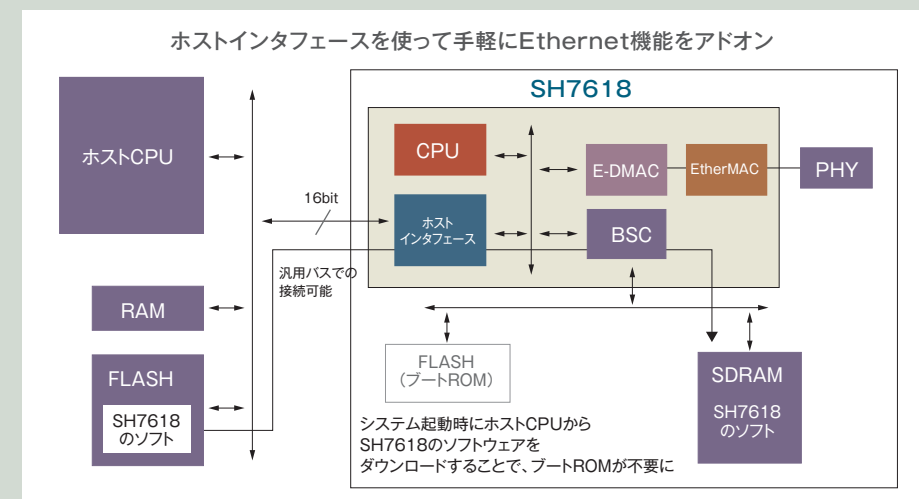 ホストインタフェースを使って手軽にEthernet機能をアドオン
SH7618
ホストCPU
CPU
E-DMAC
EtherMAC
PHY
16bit
ホスト
インタフェース
BSC
汎用バスでの
接続可能
RAM
FLASH
SH7618
のソフト
FLASH
（ブートROM）
SDRAM
SH7618
のソフト
システム起動時にホストCPUから
SH7618のソフトウェアを
ダウンロードすることで、ブートROMが不要に